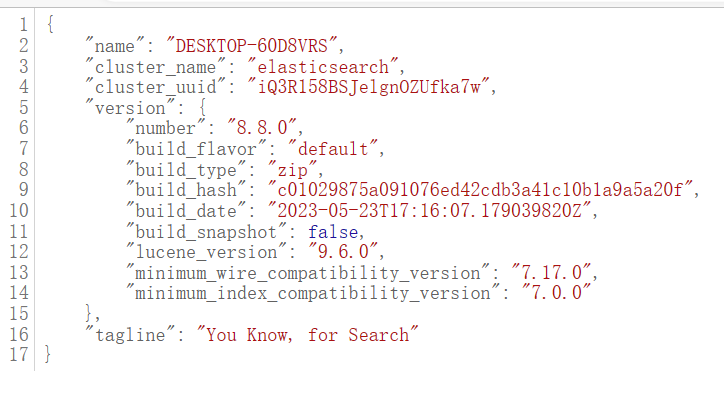 1 {
2 "name": "DESKTOP-60D8VRS",
3 "cluster_name": "elasticsearch",
4 "cluster_uuid": "iQ3R158BSJelgnOZUfka7w",
5 "version": {
6 "number": "8.8.0",
7 "build_flavor": "default",
8 "build_type": "zip",
9 "build_hash": "c01029875a091076ed42cdb3a41c10b1a9a5a20f",
10 "build_date": "2023-05-23T17:16:07.179039820Z",
11 "build_snapshot": false,
12 "lucene_version": "9.6.0",
13 "minimum_wire_compatibility_version": "7.17.0",
14 "minimum_index_compatibility_version": "7.0.0"
15 },
16 "tagline": "You Know, for Search"
17 }